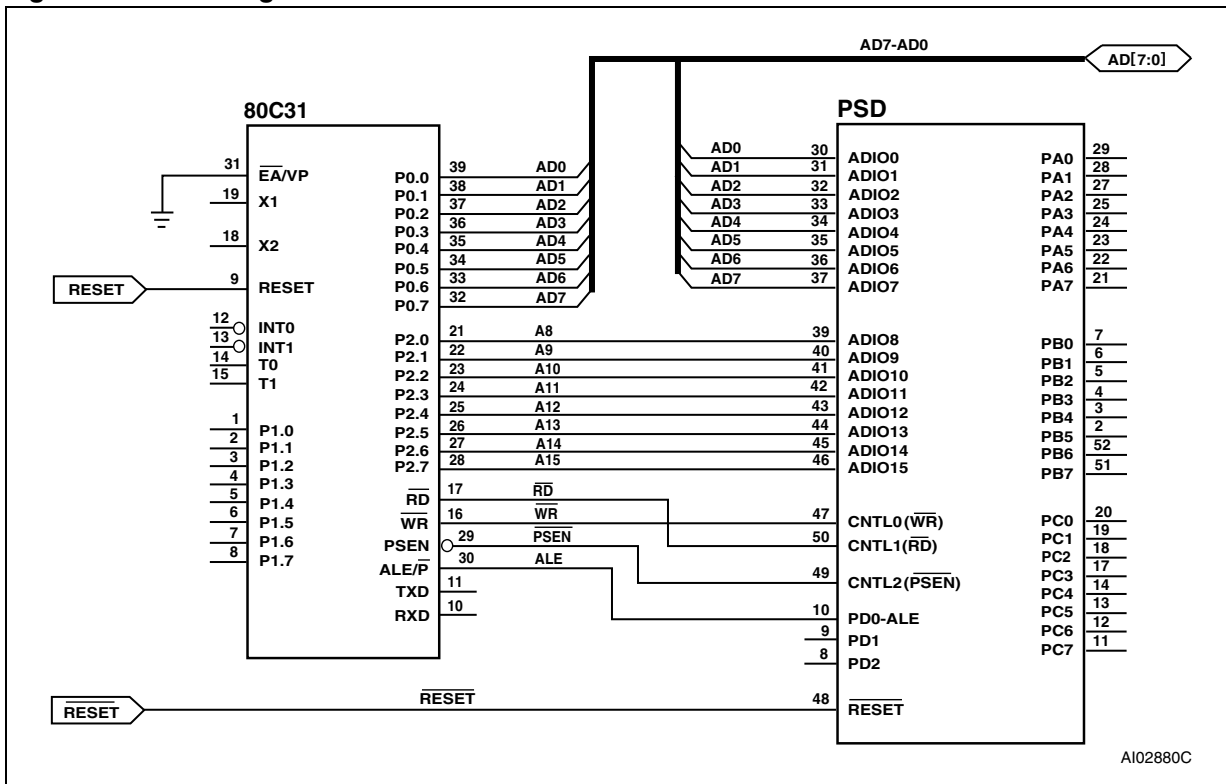 AD7-AD0
AD[7:0]
80C31
PSD
31 EA/VP
19 X1
18 X2
RESET 9 RESET
12 INT0
13 INT1
14 T0
15 T1
1 P1.0
2 P1.1
3 P1.2
4 P1.3
5 P1.4
6 P1.5
7 P1.6
8 P1.7
P0.0 39 AD0
P0.1 38 AD1
P0.2 37 AD2
P0.3 36 AD3
P0.4 35 AD4
P0.5 34 AD5
P0.6 33 AD6
P0.7 32 AD7
P2.0 21 A8
P2.1 22 A9
P2.2 23 A10
P2.3 24 A11
P2.4 25 A12
P2.5 26 A13
P2.6 27 A14
P2.7 28 A15
RD 17 RD
WR 16 WR
PSEN 29 PSEN
ALE/P 30 ALE
TXD 11
RXD 10
AD0 30 ADIO0
AD1 31 ADIO1
AD2 32 ADIO2
AD3 33 ADIO3
AD4 34 ADIO4
AD5 35 ADIO5
AD6 36 ADIO6
AD7 37 ADIO7
39 ADIO8
40 ADIO9
41 ADIO10
42 ADIO11
43 ADIO12
44 ADIO13
45 ADIO14
46 ADIO15
47 CNTL0(WR)
50 CNTL1(RD)
49 CNTL2(PSEN)
10 PD0-ALE
9 PD1
8 PD2
RESET RESET 48 RESET
PA0 29
PA1 28
PA2 27
PA3 25
PA4 24
PA5 23
PA6 22
PA7 21
PB0 7
PB1 6
PB2 5
PB3 4
PB4 3
PB5 2
PB6 52
PB7 51
PC0 20
PC1 19
PC2 18
PC3 17
PC4 14
PC5 13
PC6 12
PC7 11
AI02880C